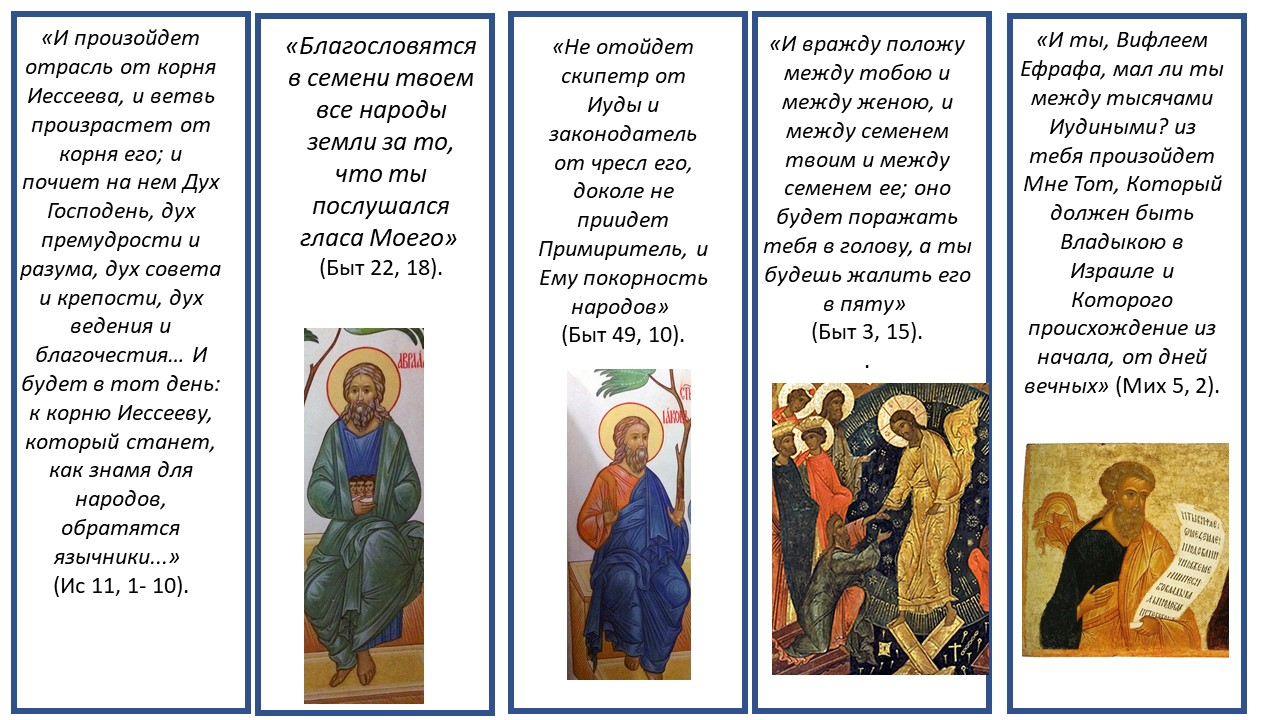 «И произойдет
отрасль от корня
Иессеева, и ветвь
произрастет от
корня его; и
почиет на нем Дух
Господень, дух
премудрости и
разума, дух совета
и крепости, дух
ведения и
благочестия... И
будет в тот день:
к корню Иессееву,
который станет,
как знамя для
народов,
обратятся
язычники...»
(Ис 11, 1- 10).
«Благословятся
в семени твоем
все народы
земли за то,
что ты
послушался
гласа Моего»
(Быт 22, 18).
«Не отойдет
скипетр от
Иуды и
законодатель
от чресл его,
доколе не
приидет
Примиритель, и
Ему покорность
народов»
(Быт 49, 10).
«И вражду положу
между тобою и
между женою, и
между семенем
твоим и между
семенем ее; оно
будет поражать
тебя в голову, а ты
будешь жалить его
в пяту»
(Быт 3, 15).
.
«И ты, Вифлеем
Ефрафа, мал ли ты
между тысячами
Иудиными? из
тебя произойдет
Мне Тот, Который
должен быть
Владыкою в
Израиле и
Которого
происхождение из
начала, от дней
вечных» (Мих 5, 2).